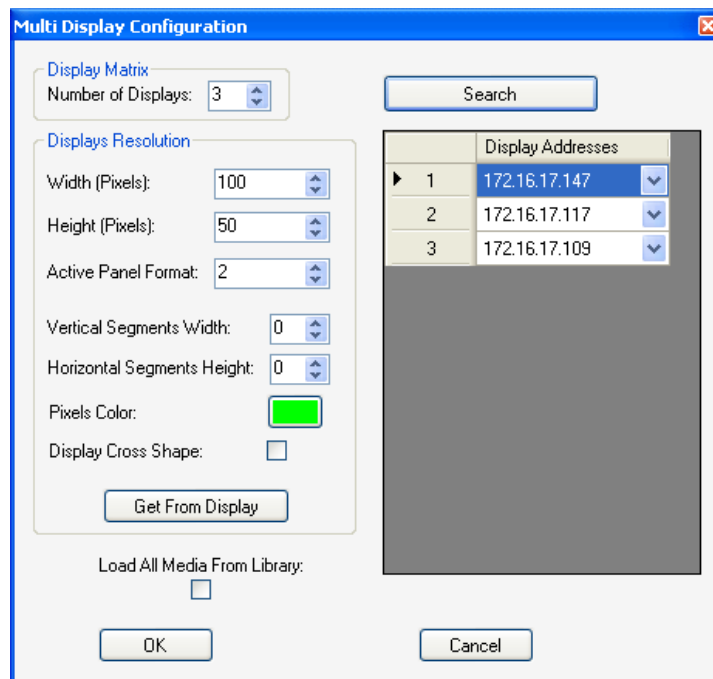 Multi Display Configuration
Display Matrix
Number of Displays: 3
Search
Displays Resolution
Width (Pixels): 100
Height (Pixels): 50
Active Panel Format: 2
Vertical Segments Width: 0
Horizontal Segments Height: 0
Pixels Color:
Display Cross Shape:
Get From Display
Display Addresses
1 172.16.17.147
2 172.16.17.117
3 172.16.17.109
Load All Media From Library:
OK
Cancel